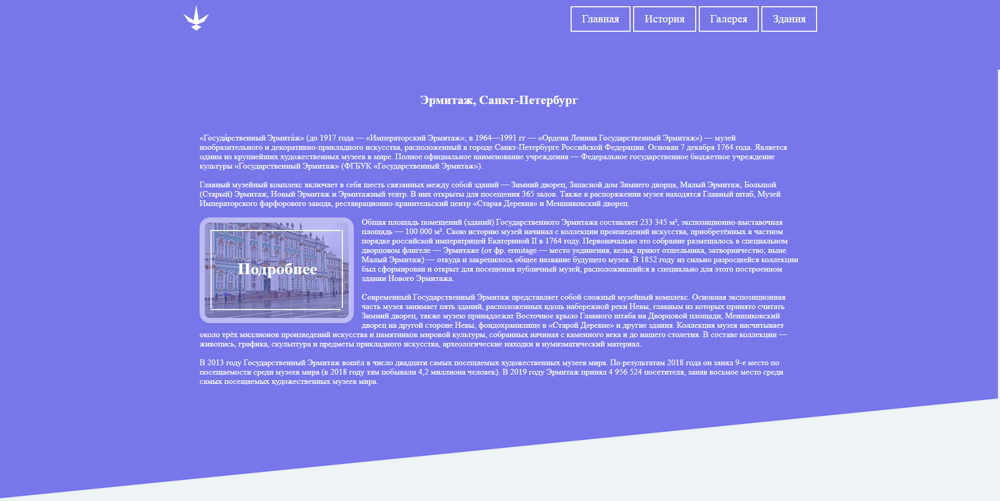 Главная
История
Галерея
Здания
Эрмитаж, Санкт-Петербург
«Госуда́рственный Эрмита́ж» (до 1917 года — «Императорский Эрмитаж»; в 1964—1991 гг — «Ордена Ленина Государственный Эрмитаж») — музей
изобразительного и декоративно-прикладного искусства, расположенный в городе Санкт-Петербурге Российской Федерации. Основан 7 декабря 1764 года. Является
одним из крупнейших художественных музеев в мире. Полное официальное наименование учреждения — Федеральное государственное бюджетное учреждение
культуры «Государственный Эрмитаж» (ФГБУК «Государственный Эрмитаж»).
Главный музейный комплекс включает в себя шесть связанных между собой зданий — Зимний дворец, Запасной дом Зимнего дворца, Малый Эрмитаж, Большой
(Старый) Эрмитаж, Новый Эрмитаж и Эрмитажный театр. В них открыты для посещения 365 залов. Также в распоряжении музея находятся Главный штаб, Музей
Императорского фарфорового завода, реставрационно-хранительский центр «Старая Деревня» и Меншиковский дворец.
Подробнее
Общая площадь помещений (зданий) Государственного Эрмитажа составляет 233 345 м², экспозиционно-выставочная
площадь — 100 000 м². Свою историю музей начинал с коллекции произведений искусства, приобретённых в частном
порядке российской императрицей Екатериной II в 1764 году. Первоначально это собрание размещалось в специальном
дворцовом флигеле — Эрмитаже (от фр. ermitage — место уединения, келья, приют отшельника, затворничество; ныне
Малый Эрмитаж) — откуда и закрепилось общее название будущего музея. В 1852 году из сильно разросшейся коллекции
был сформирован и открыт для посещения публичный музей, расположившийся в специально для этого построенном
здании Нового Эрмитажа.
Современный Государственный Эрмитаж представляет собой сложный музейный комплекс. Основная экспозиционная
часть музея занимает пять зданий, расположенных вдоль набережной реки Невы, главным из которых принято считать
Зимний дворец, также музею принадлежат Восточное крыло Главного штаба на Дворцовой площади, Меншиковский
дворец на другой стороне Невы, фондохранилище в «Старой Деревне» и другие здания. Коллекция музея насчитывает
около трёх миллионов произведений искусства и памятников мировой культуры, собранных начиная с каменного века и до нашего столетия. В составе коллекции —
живопись, графика, скульптура и предметы прикладного искусства, археологические находки и нумизматический материал.
В 2013 году Государственный Эрмитаж вошёл в число двадцати самых посещаемых художественных музеев мира. По результатам 2018 года он занял 9-е место по
посещаемости среди музеев мира (в 2018 году там побывали 4,2 миллиона человек). В 2019 году Эрмитаж принял 4 956 524 посетителя, заняв восьмое место среди
самых посещаемых художественных музеев мира.